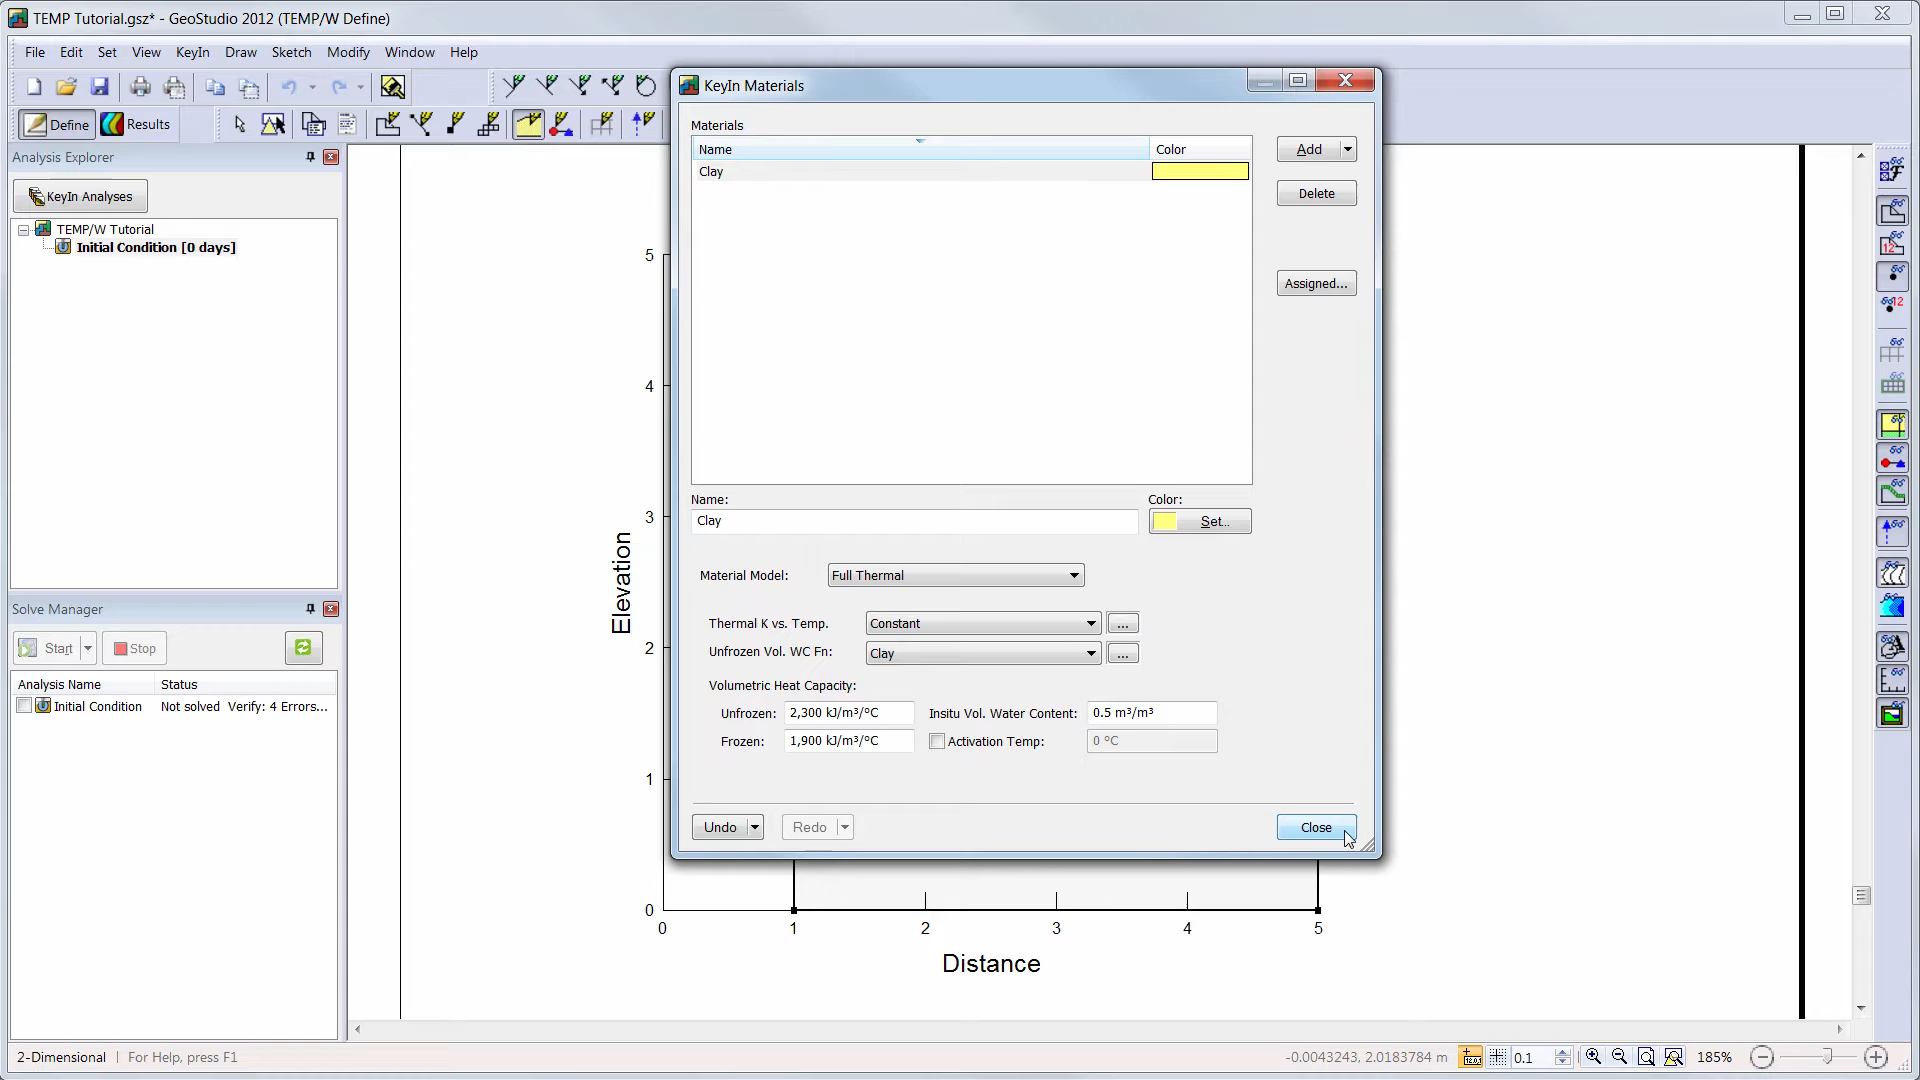 TEMP Tutorial.gsz* - GeoStudio 2012 (TEMP/W Define)
File Edit Set View KeyIn Draw Sketch Modify Window Help
Define Results
Analysis Explorer
KeyIn Analyses
TEMP/W Tutorial
Initial Condition [0 days]
Solve Manager
Start Stop
Analysis Name Status
Initial Condition Not solved Verify: 4 Errors...
KeyIn Materials
Materials
Name Color
Clay
Add
Delete
Assigned...
Name: Color:
Clay Set...
Material Model: Full Thermal
Thermal K vs. Temp. Constant ...
Unfrozen Vol. WC Fn: Clay ...
Volumetric Heat Capacity:
Unfrozen: 2,300 kJ/m³/ºC Insitu Vol. Water Content: 0.5 m³/m³
Frozen: 1,900 kJ/m³/ºC Activation Temp: 0 ºC
Undo Redo Close
5
4
3
2
1
0
Elevation
0 1 2 3 4 5
Distance
2-Dimensional For Help, press F1 -0.0043243, 2.0183784 m 0.1 185%